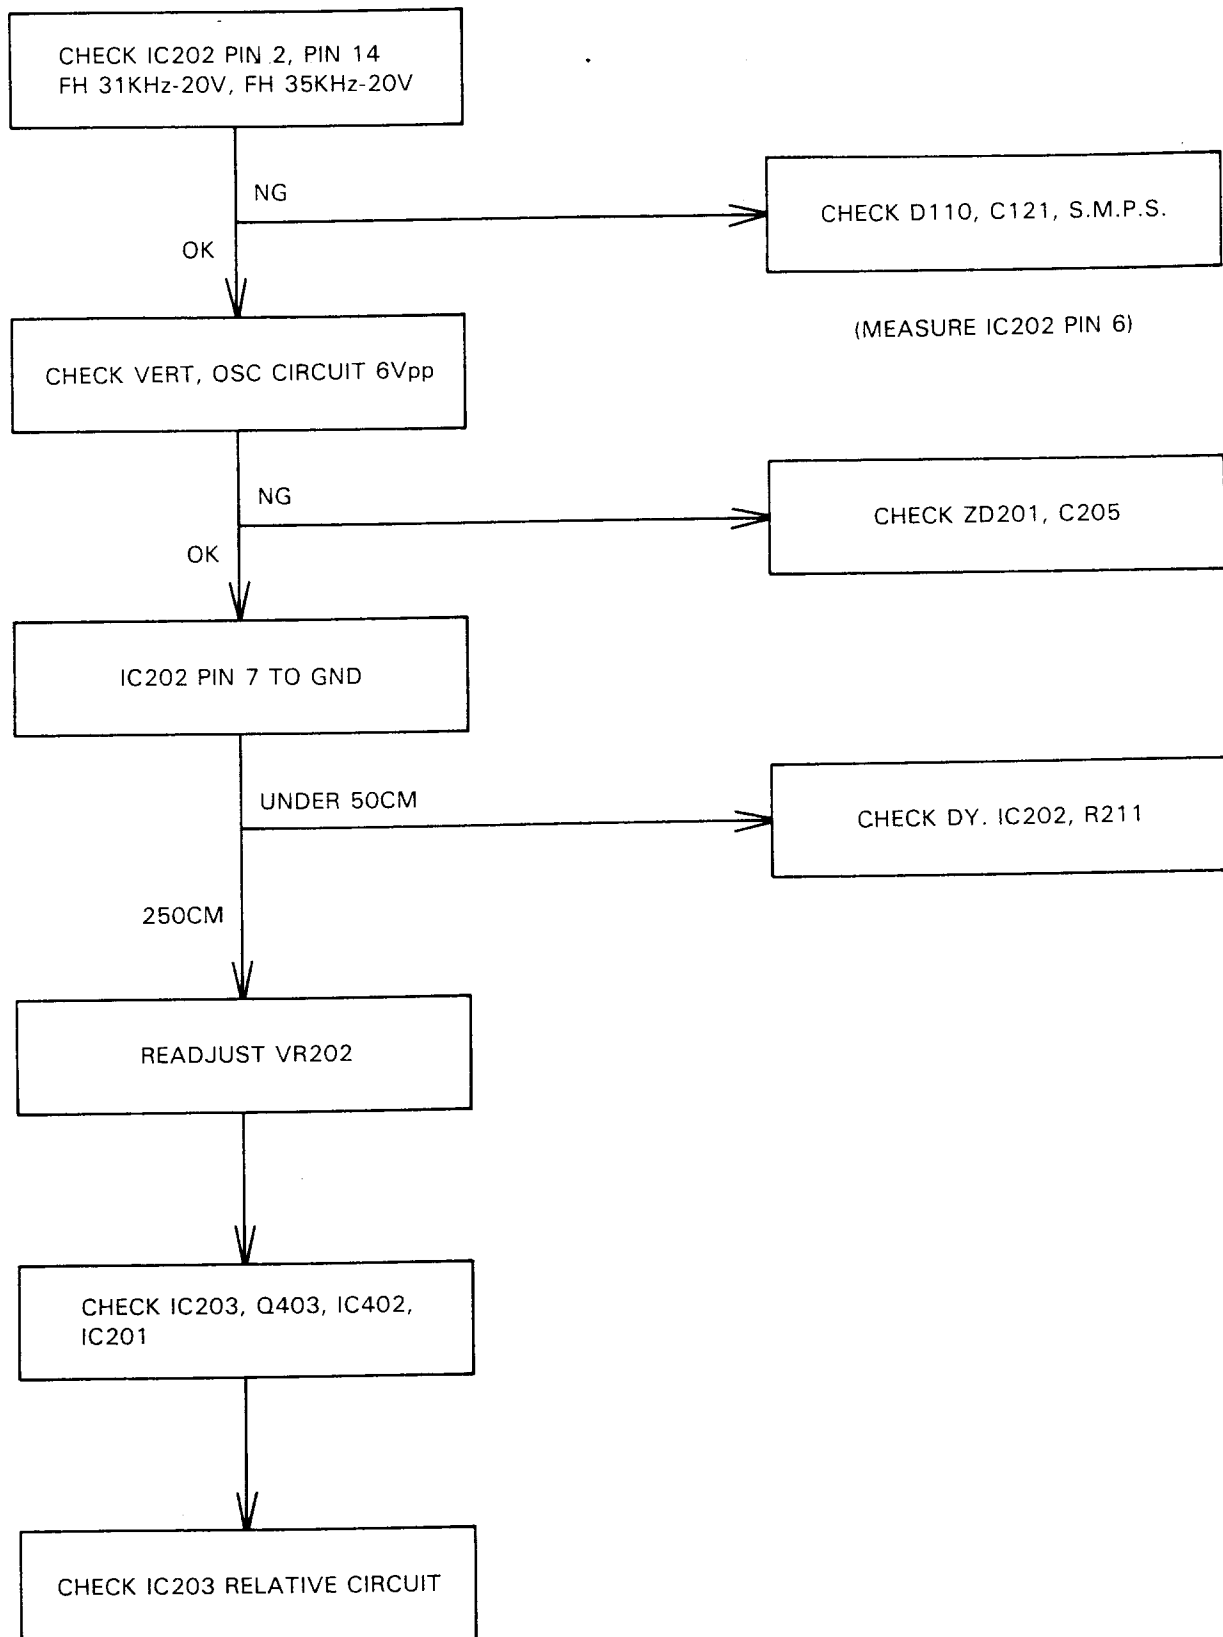 CHECK IC202 PIN 2, PIN 14
FH 31KHz-20V, FH 35KHz-20V
NG
CHECK D110, C121, S.M.P.S.
OK
(MEASURE IC202 PIN 6)
CHECK VERT, OSC CIRCUIT 6Vpp
NG
CHECK ZD201, C205
OK
IC202 PIN 7 TO GND
UNDER 50CM
CHECK DY. IC202, R211
250CM
READJUST VR202
CHECK IC203, Q403, IC402,
IC201
CHECK IC203 RELATIVE CIRCUIT